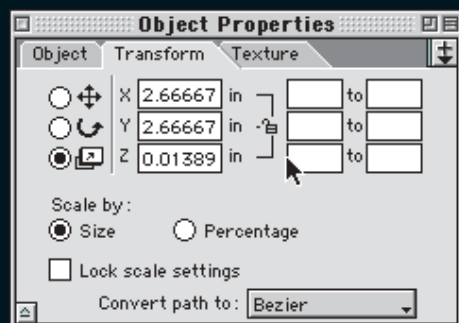 Object Properties
Object Transform Texture
X 2.66667 in to
Y 2.66667 in to
Z 0.01389 in to
Scale by:
Size Percentage
Lock scale settings
Convert path to: Bezier